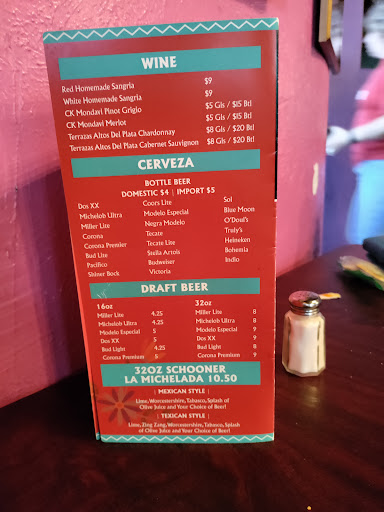 WINE
Red Homemade Sangria $9
White Homemade Sangria $9
CK Mondavi Pinot Grigio $5 Gls / $15 Btl
CK Mondavi Merlot $5 Gls / $15 Btl
Terrazas Altos Del Plata Chardonnay $8 Gls / $20 Btl
Terrazas Altos Del Plata Cabernet Sauvignon $8 Gls / $20 Btl
CERVEZA
BOTTLE BEER
DOMESTIC $4 | IMPORT $5
Dos XX Coors Lite Sol
Michelob Ultra Modelo Especial Blue Moon
Miller Lite Negra Modelo O'Doul's
Corona Tecate Truly's
Corona Premier Tecate Lite Heineken
Bud Lite Stella Artois Bohemia
Pacifico Budweiser Indio
Shiner Bock Victoria
DRAFT BEER
16oz 32oz
Miller Lite 4.25 Miller Lite 8
Michelob Ultra 4.25 Michelob Ultra 8
Modelo Especial 5 Modelo Especial 9
Dos XX 5 Dos XX 9
Bud Light 4.25 Bud Light 8
Corona Premium 5 Corona Premium 9
32OZ SCHOONER
LA MICHELADA 10.50
| MEXICAN STYLE |
Lime, Worcestershire, Tabasco, Splash of
Olive Juice and Your Choice of Beer!
| TEXICAN STYLE |
Lime, Zing Zang, Worcestershire, Tabasco, Splash
of Olive Juice and Your Choice of Beer!